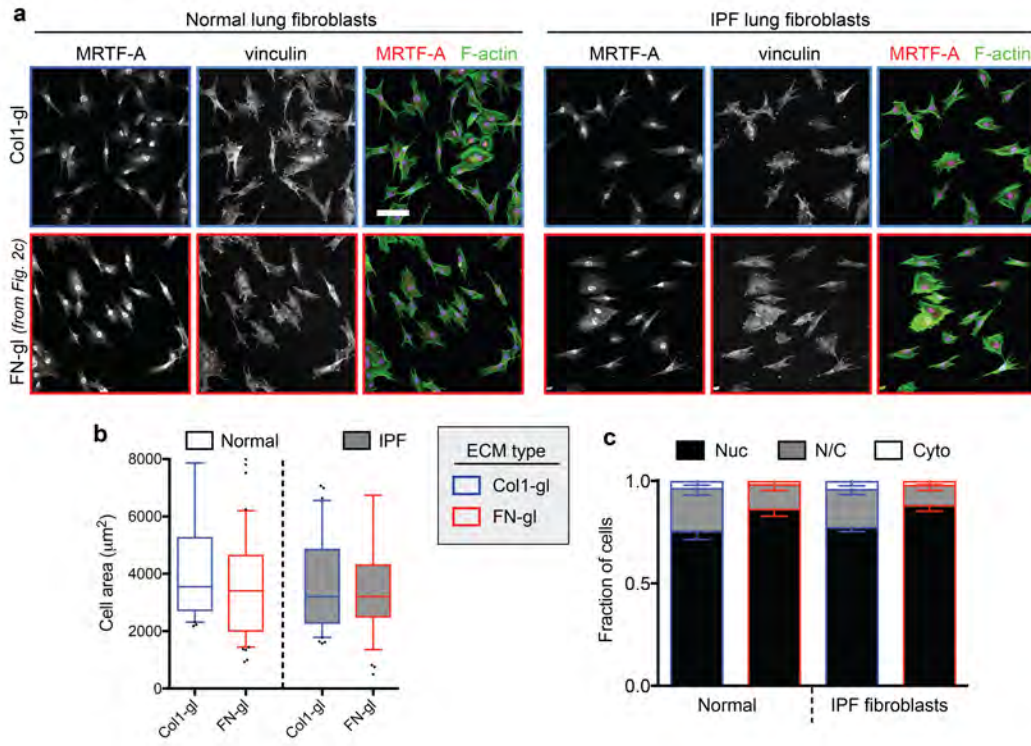 a
Normal lung fibroblasts
IPF lung fibroblasts
MRTF-A vinculin MRTF-A F-actin
MRTF-A vinculin MRTF-A F-actin
Col1-gl
FN-gl (from Fig. 2c)
b
Normal IPF
Cell area (µm²)
8000
6000
4000
2000
0
Col1-gl FN-gl Col1-gl FN-gl
ECM type
Col1-gl
FN-gl
c
Nuc N/C Cyto
Fraction of cells
1.0
0.5
0.0
Normal IPF fibroblasts